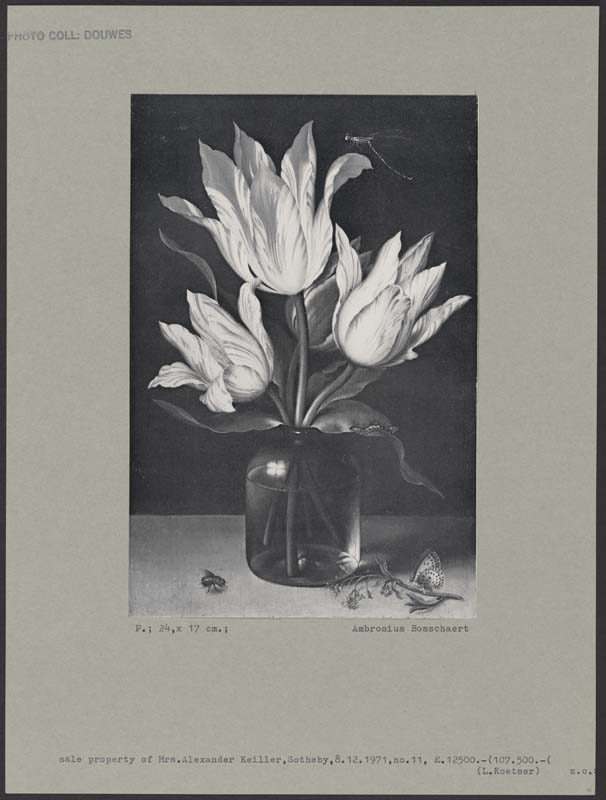 PHOTO COLL: DOUWES
P.; 24,x 17 cm.; Ambrosius Bosschaert
sale property of Mrs.Alexander Keiller,Sotheby,8.12.1971,no.11, £.12500.-(107.500.-(
(L.Koetser) z.o.